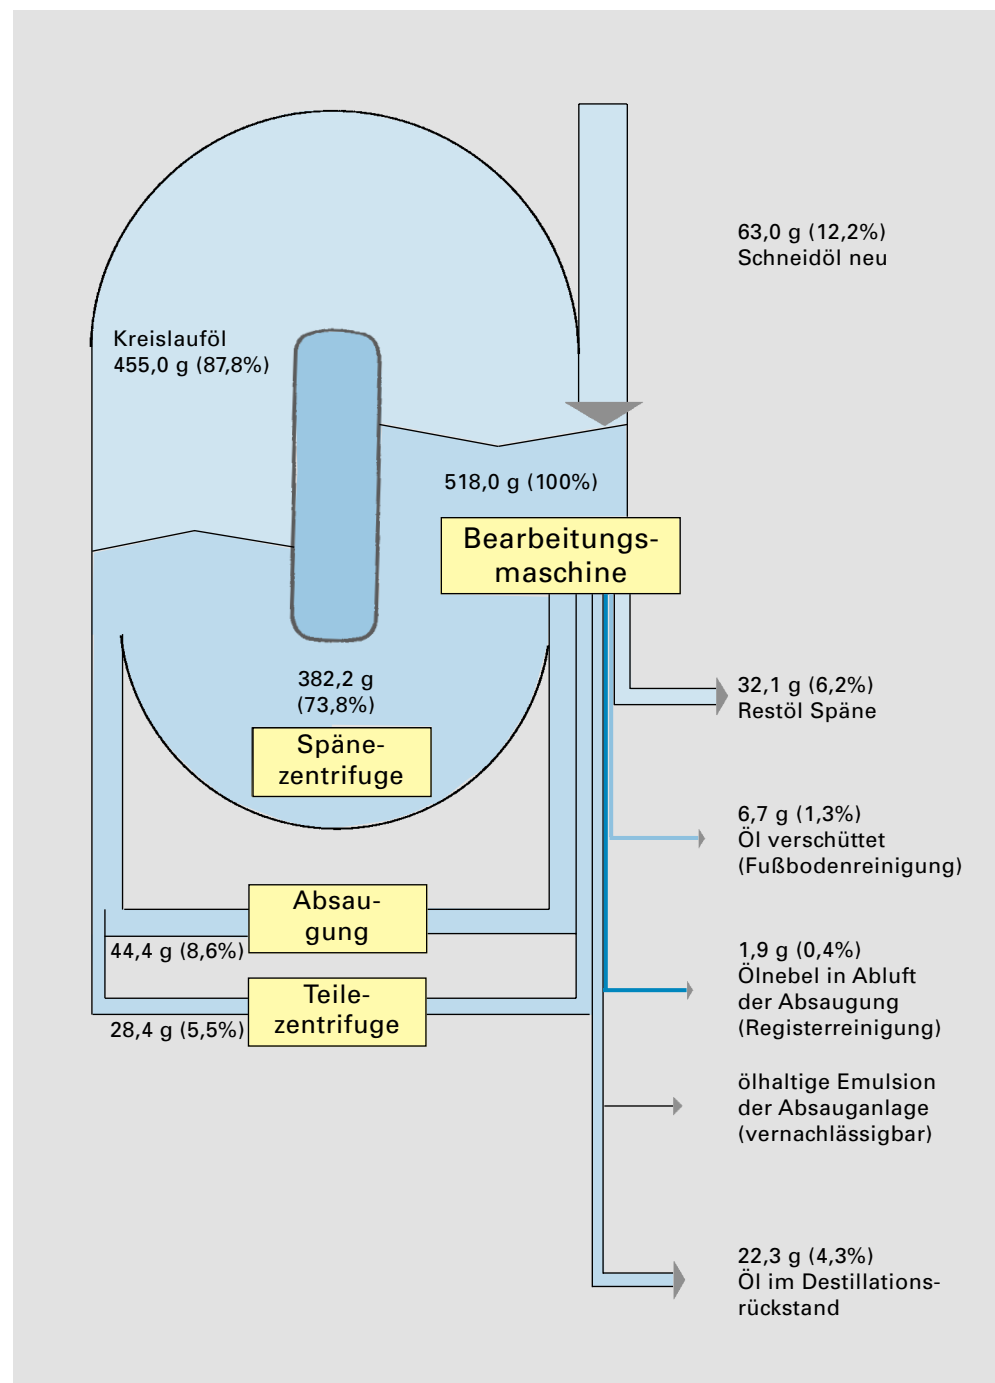 63,0 g (12,2%)
Schneidöl neu
Kreislauföl
455,0 g (87,8%)
518,0 g (100%)
Bearbeitungs-
maschine
382,2 g
(73,8%)
Späne-
zentrifuge
32,1 g (6,2%)
Restöl Späne
6,7 g (1,3%)
Öl verschüttet
(Fußbodenreinigung)
Absau-
gung
44,4 g (8,6%)
1,9 g (0,4%)
Ölnebel in Abluft
der Absaugung
(Registerreinigung)
Teile-
zentrifuge
28,4 g (5,5%)
ölhaltige Emulsion
der Absauganlage
(vernachlässigbar)
22,3 g (4,3%)
Öl im Destillations-
rückstand